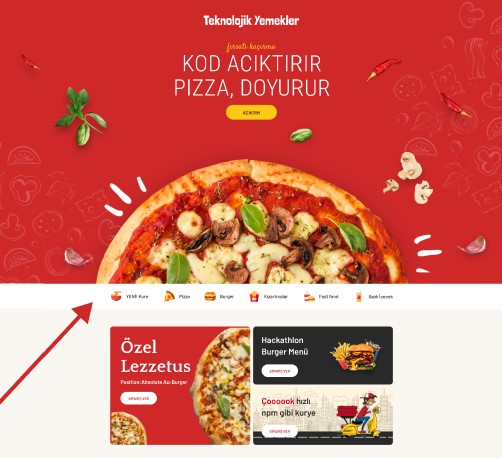 Teknolojik Yemekler
fırsatı kaçırma
KOD ACIKTIRIR
PIZZA, DOYURUR
ACIKTIM
YENİ! Kore
Pizza
Burger
Kızartmalar
Fast food
Gazlı İçecek
Özel
Lezzetus
Position:Absolute Acı Burger
SİPARİŞ VER
Hackathlon
Burger Menü
SİPARİŞ VER
Çoooook hızlı
npm gibi kurye
SİPARİŞ VER